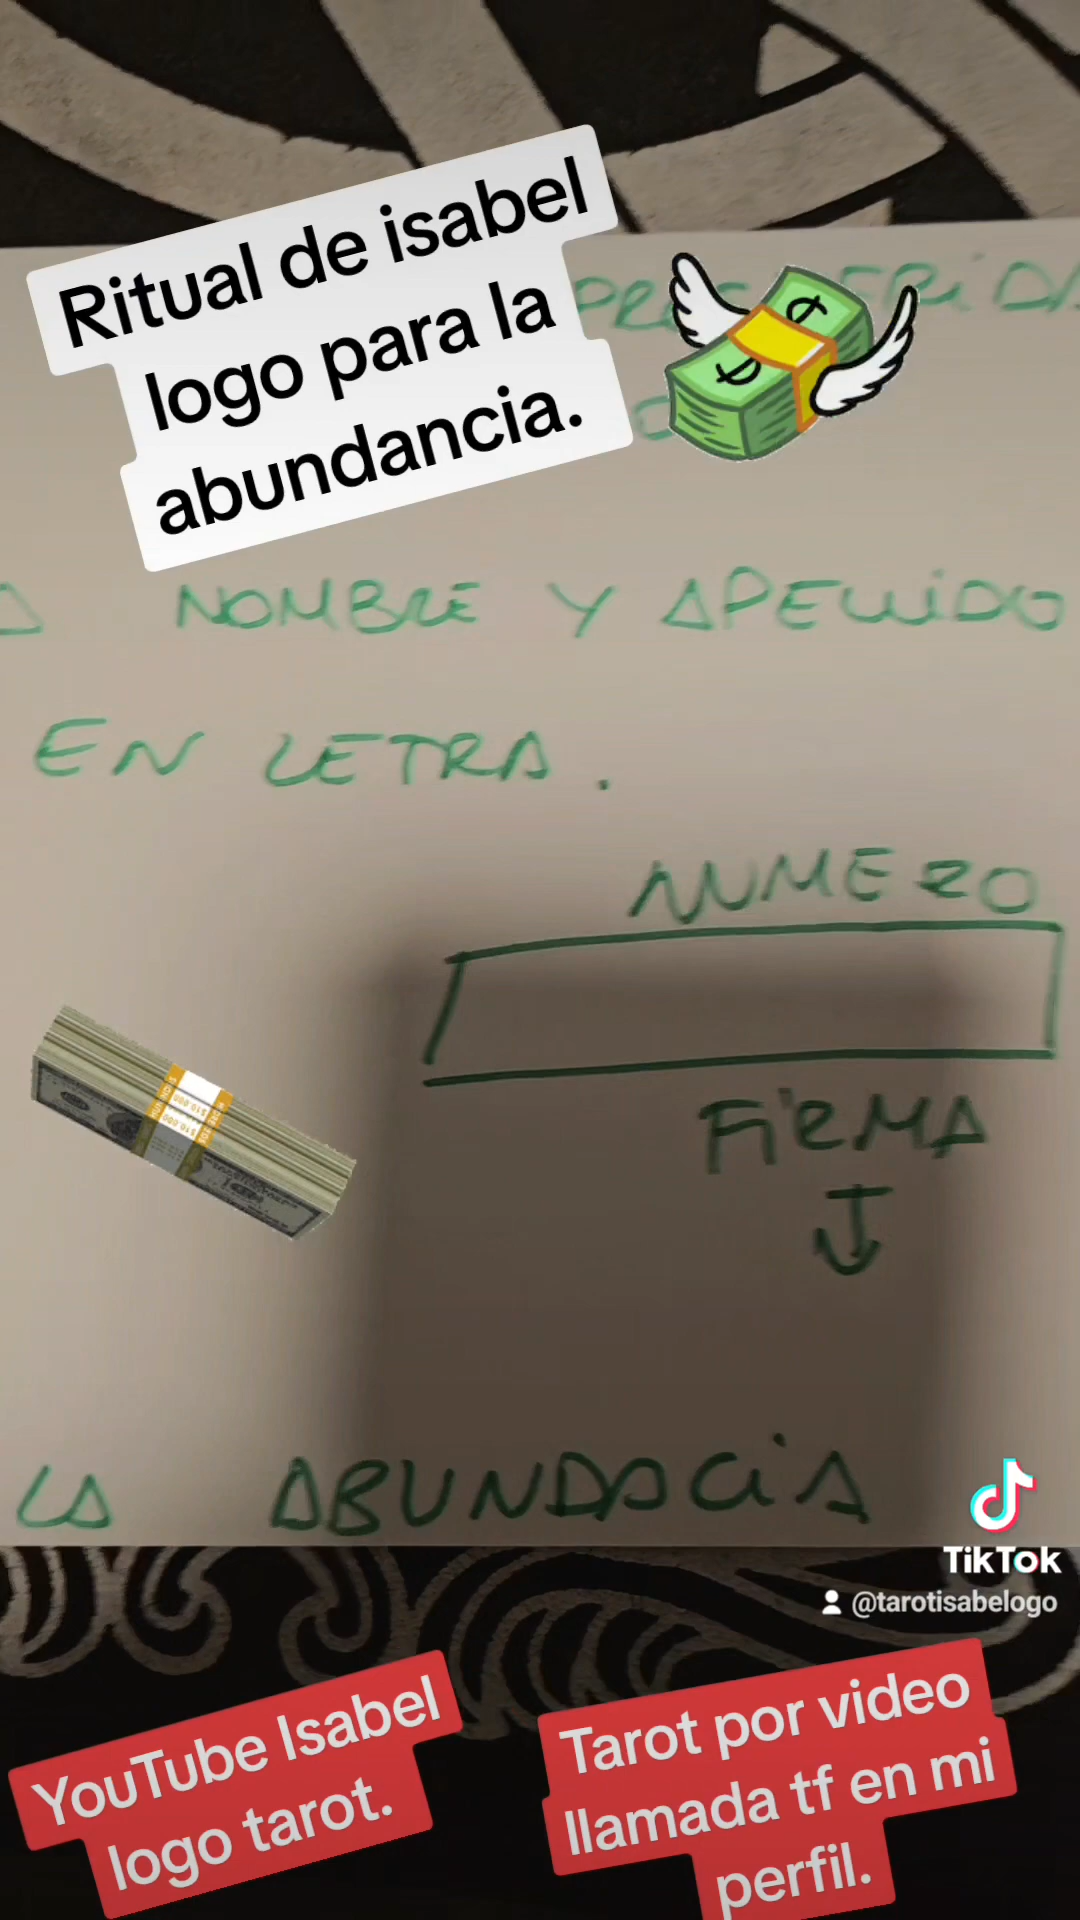 Ritual de isabel
logo para la
abundancia.
NOMBRE Y APELLIDO
EN LETRA.
NUMERO
FIRMA
LA ABUNDACIA
TikTok
@tarotisabelogo
YouTube Isabel
logo tarot.
Tarot por video
llamada tf en mi
perfil.